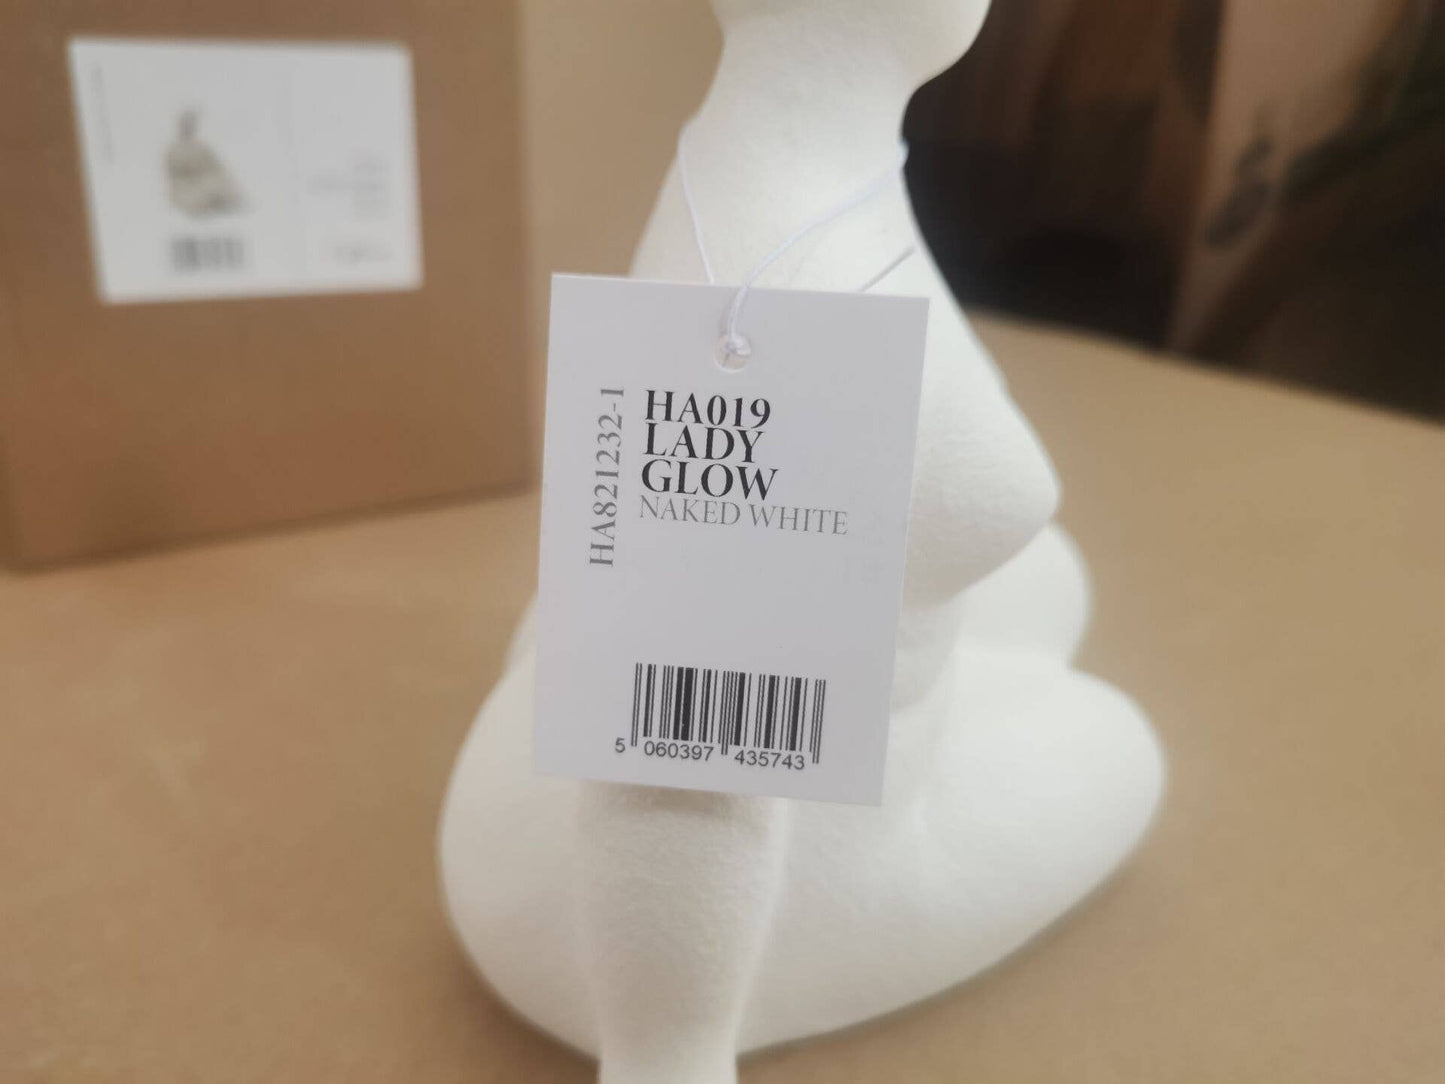 HA821232-1
HA019
LADY
GLOW
NAKED WHITE
5 060397 435743